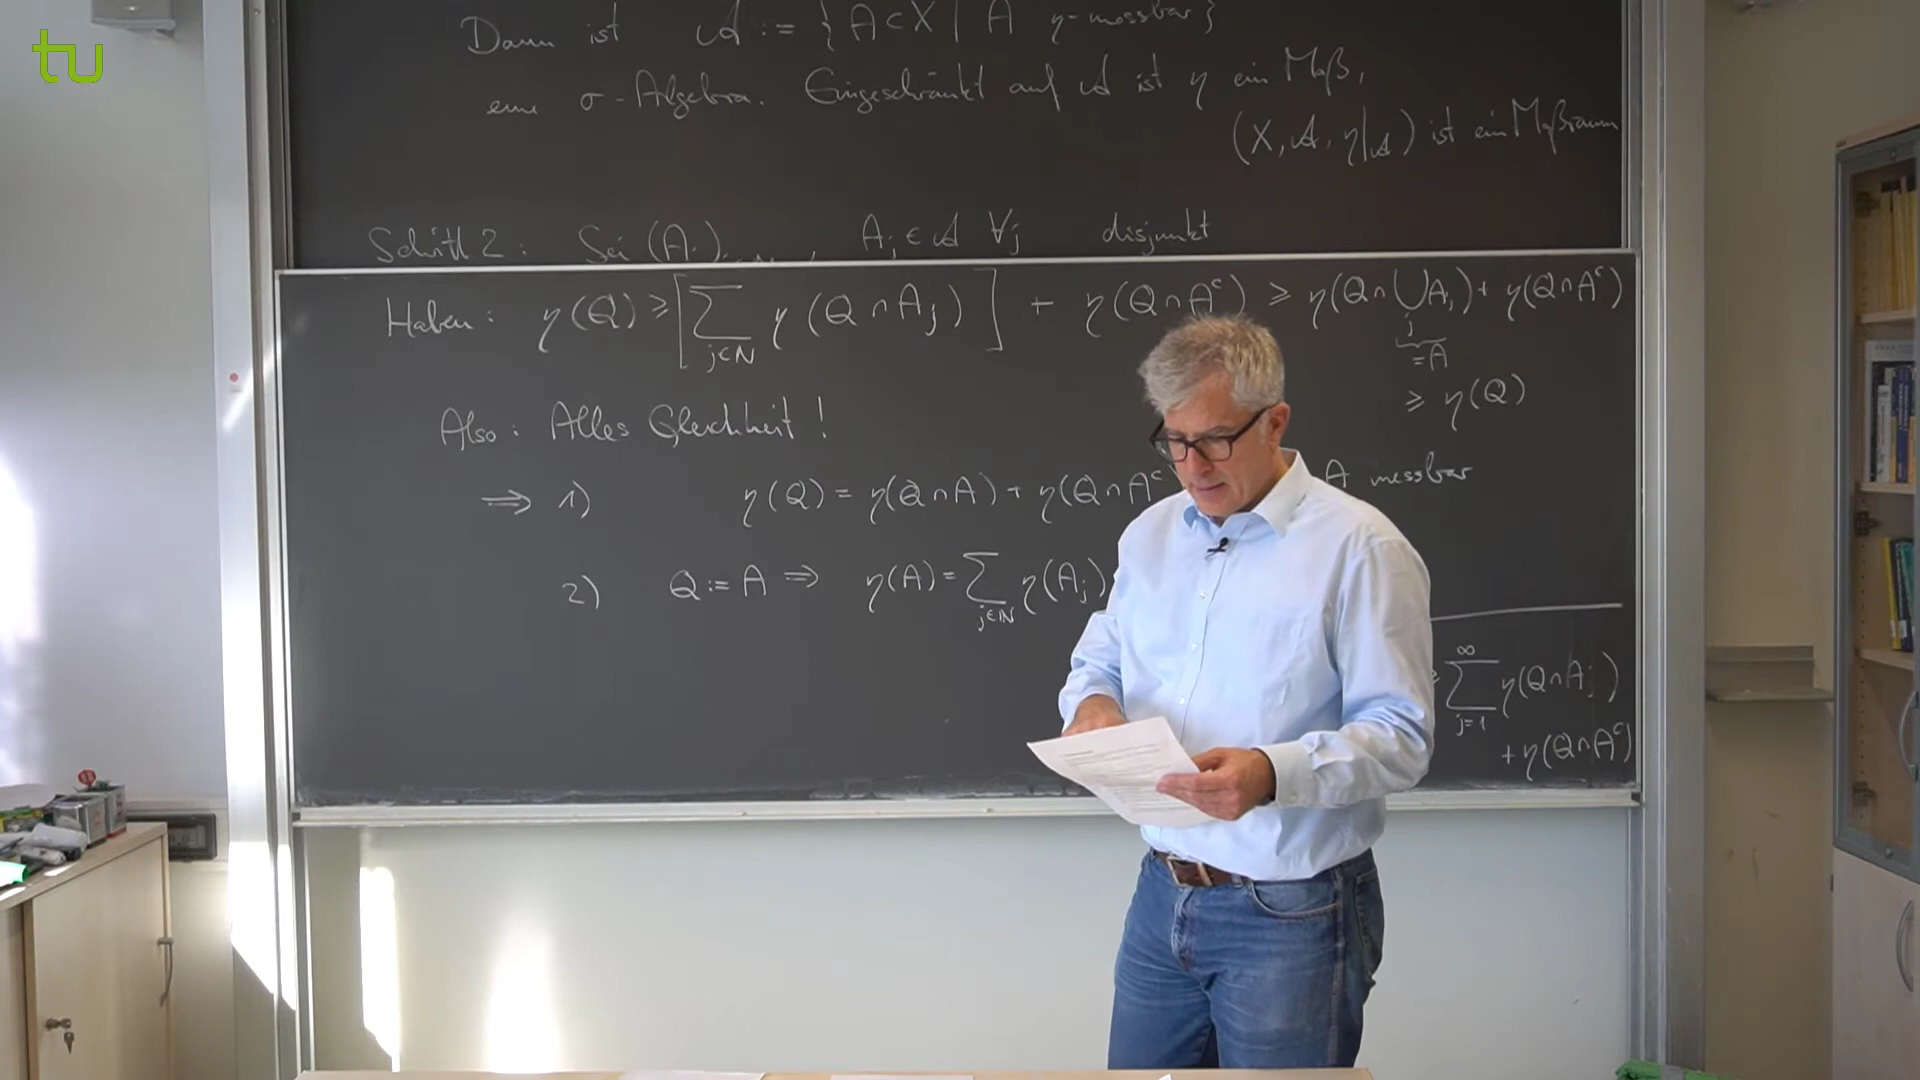 tu
Dann ist 𝒜 := { A ⊂ X | A η-messbar }
eine σ-Algebra. Eingeschränkt auf 𝒜 ist η ein Maß,
(X, 𝒜, η|𝒜) ist ein Maßraum
Schritt 2: Sei (Aj) , Aj ∈ 𝒜 ∀j disjunkt
Haben: η(Q) ≥ [ ∑ j∈N η(Q ∩ Aj) ] + η(Q ∩ Aᶜ) ≥ η(Q ∩ ⋃ j Aj) + η(Q ∩ Aᶜ)
= A
≥ η(Q)
Also: Alles Gleichheit!
⟹ 1) η(Q) = η(Q ∩ A) + η(Q ∩ Aᶜ A messbar
2) Q := A ⟹ η(A) = ∑ j∈N η(Aj)
∑ j=1 ∞ η(Q ∩ Aj)
+ η(Q ∩ Aᶜ)